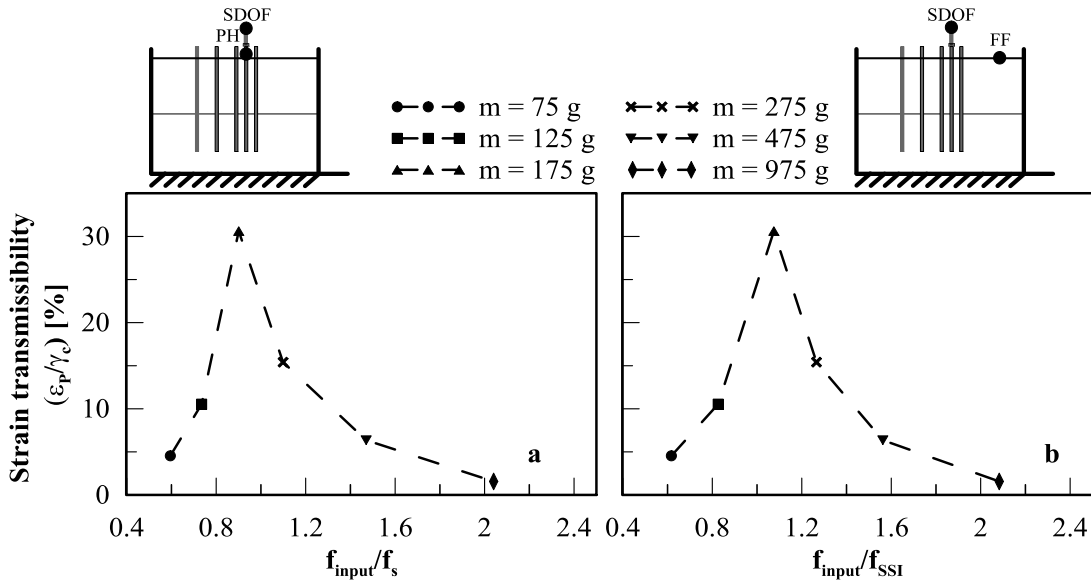 SDOF
PH
SDOF
FF
m = 75 g
m = 125 g
m = 175 g
m = 275 g
m = 475 g
m = 975 g
Strain transmissibility
(εP/γc) [%]
30
20
10
0
a
b
0.4 0.8 1.2 1.6 2 2.4
0.4 0.8 1.2 1.6 2 2.4
finput/fs
finput/fSSI